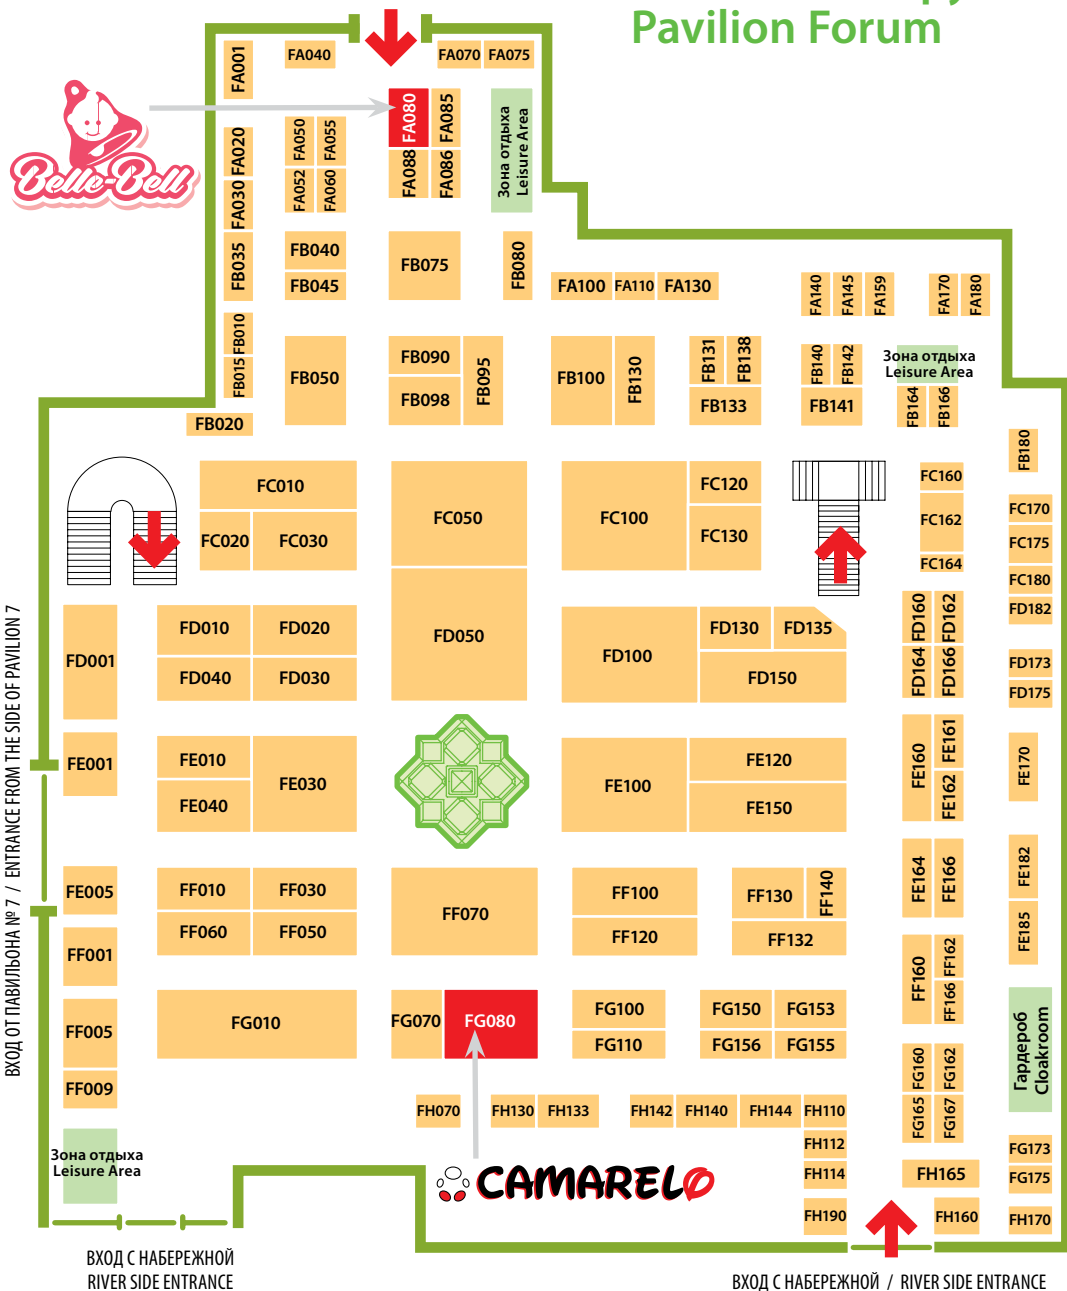 Pavilion Forum
FA001
FA040
FA070
FA075
FA080
FA085
Зона отдыха
Leisure Area
Belle-Bell
FA020
FA050
FA055
FA088
FA086
FA030
FA052
FA060
FB035
FB040
FB045
FB075
FB080
FA100
FA110
FA130
FA140
FA145
FA159
FA170
FA180
FB010
FB015
FB050
FB090
FB098
FB095
FB100
FB130
FB131
FB138
FB133
FB140
FB142
FB141
Зона отдыха
Leisure Area
FB164
FB166
FB020
FB180
FC010
FC020
FC030
FC050
FC100
FC120
FC130
FC160
FC162
FC164
FC170
FC175
FC180
FD182
FD001
FD010
FD020
FD040
FD030
FD050
FD100
FD130
FD135
FD150
FD160
FD162
FD164
FD166
FD173
FD175
ВХОД ОТ ПАВИЛЬОНА № 7 / ENTRANCE FROM THE SIDE OF PAVILION 7
FE001
FE010
FE040
FE030
FE100
FE120
FE150
FE160
FE161
FE162
FE170
FE005
FF010
FF030
FF060
FF050
FF070
FF100
FF120
FF130
FF140
FF132
FE164
FE166
FE182
FE185
FF001
FF005
FF009
FG010
FG070
FG080
FG100
FG110
FG150
FG153
FG156
FG155
FF160
FF162
FF166
Гардероб
Cloakroom
FG160
FG162
FG165
FG167
FH070
FH130
FH133
FH142
FH140
FH144
FH110
FH112
FH114
FH190
Зона отдыха
Leisure Area
CAMARELO
FH165
FG173
FG175
FH160
FH170
ВХОД С НАБЕРЕЖНОЙ
RIVER SIDE ENTRANCE
ВХОД С НАБЕРЕЖНОЙ / RIVER SIDE ENTRANCE